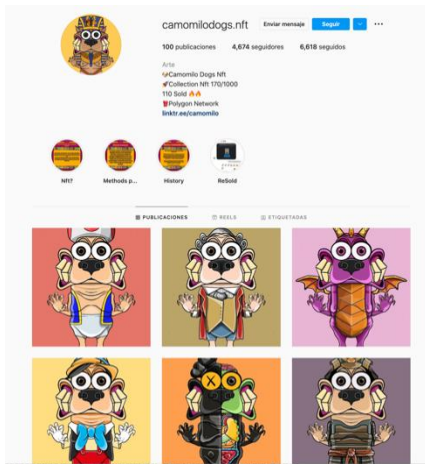 camomilodogs.nft Enviar mensaje Seguir
100 publicaciones 4,674 seguidores 6,618 seguidos
Arte
🐶Camomilo Dogs Nft
🚀Collection Nft 170/1000
110 Sold 🔥🔥
Polygon Network
linktr.ee/camomilo
Nft? Methods p... History ReSold
PUBLICACIONES REELS ETIQUETADAS